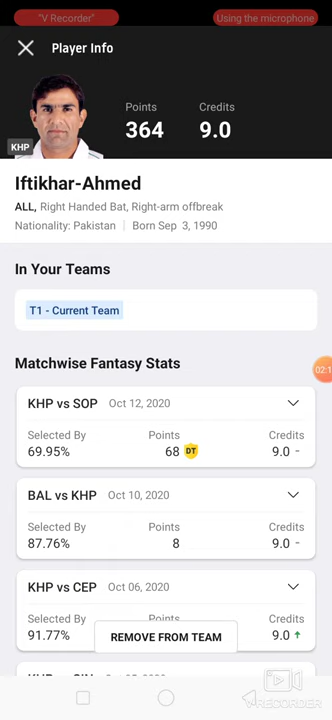 "V Recorder"
Using the microphone
Player Info
Points
Credits
364
9.0
KHP
Iftikhar-Ahmed
ALL, Right Handed Bat, Right-arm offbreak
Nationality: Pakistan
Born Sep 3, 1990
In Your Teams
T1 - Current Team
Matchwise Fantasy Stats
02:1
KHP vs SOP
Oct 12, 2020
Selected By
Points
Credits
69.95%
68
DT
9.0
BAL vs KHP
Oct 10, 2020
Selected By
Points
Credits
87.76%
8
9.0
KHP vs CEP
Oct 06, 2020
Selected By
Points
Credits
91.77%
REMOVE FROM TEAM
9.0